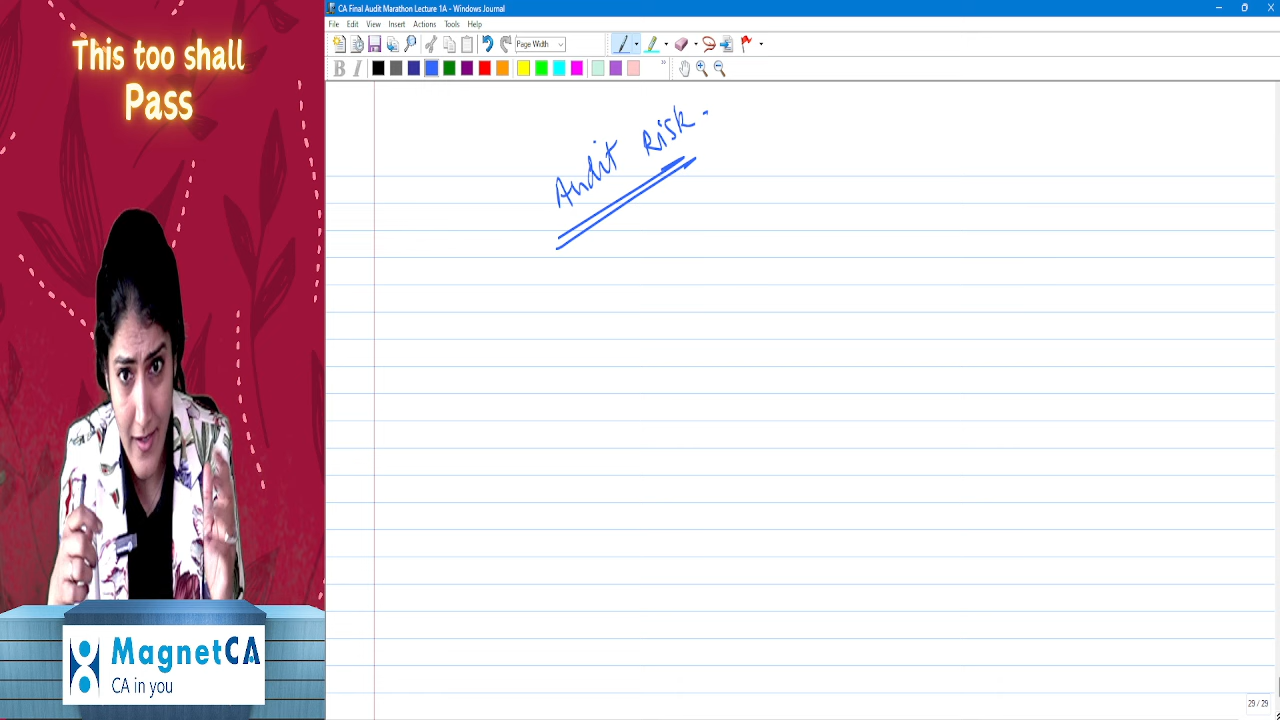 CA Final Audit Marathon Lecture 1A - Windows Journal
File Edit View Insert Actions Tools Help
Page Width
B I
This too shall
Pass
Audit Risk.
MagnetCA
CA in you
29 / 29